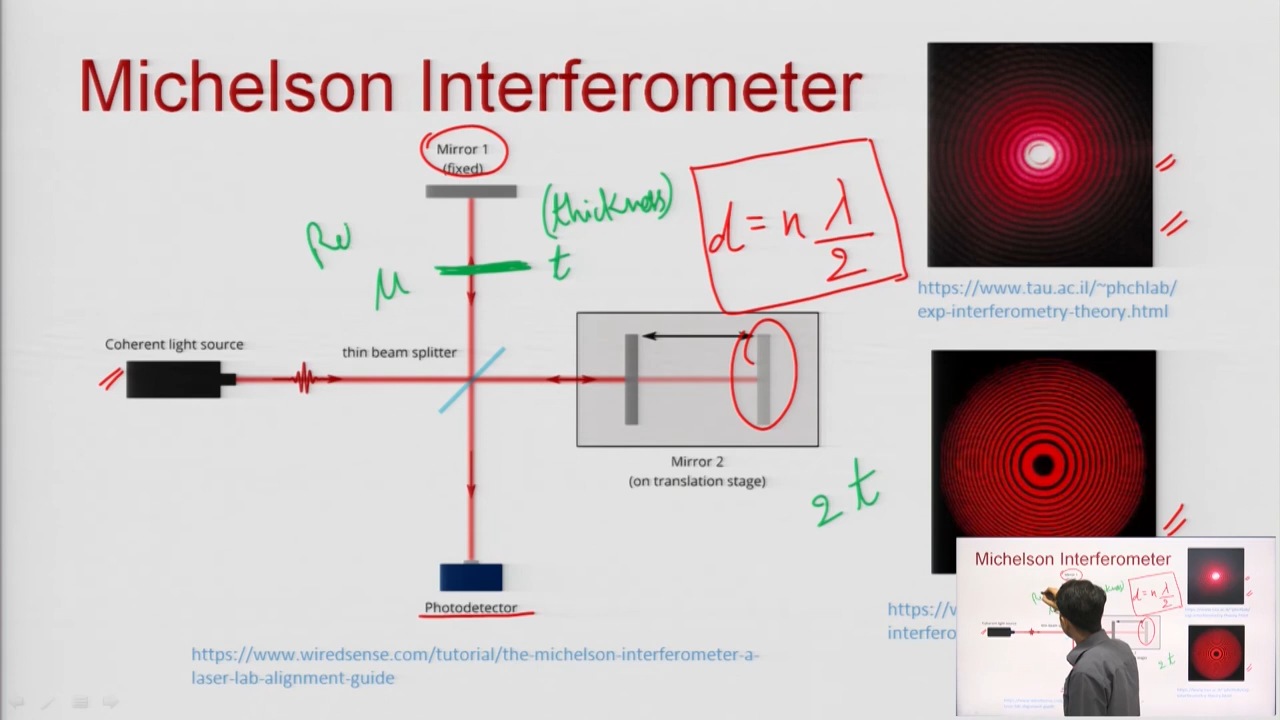 Michelson Interferometer
Mirror 1
(fixed)
(thickness)
t
μ
d = n λ/2
https://www.tau.ac.il/~phchlab/
exp-interferometry-theory.html
Coherent light source
thin beam splitter
Mirror 2
(on translation stage)
2t
Photodetector
https://www.wiredsense.com/tutorial/the-michelson-interferometer-a-
laser-lab-alignment-guide
Michelson Interferometer
d = n λ/2
2t